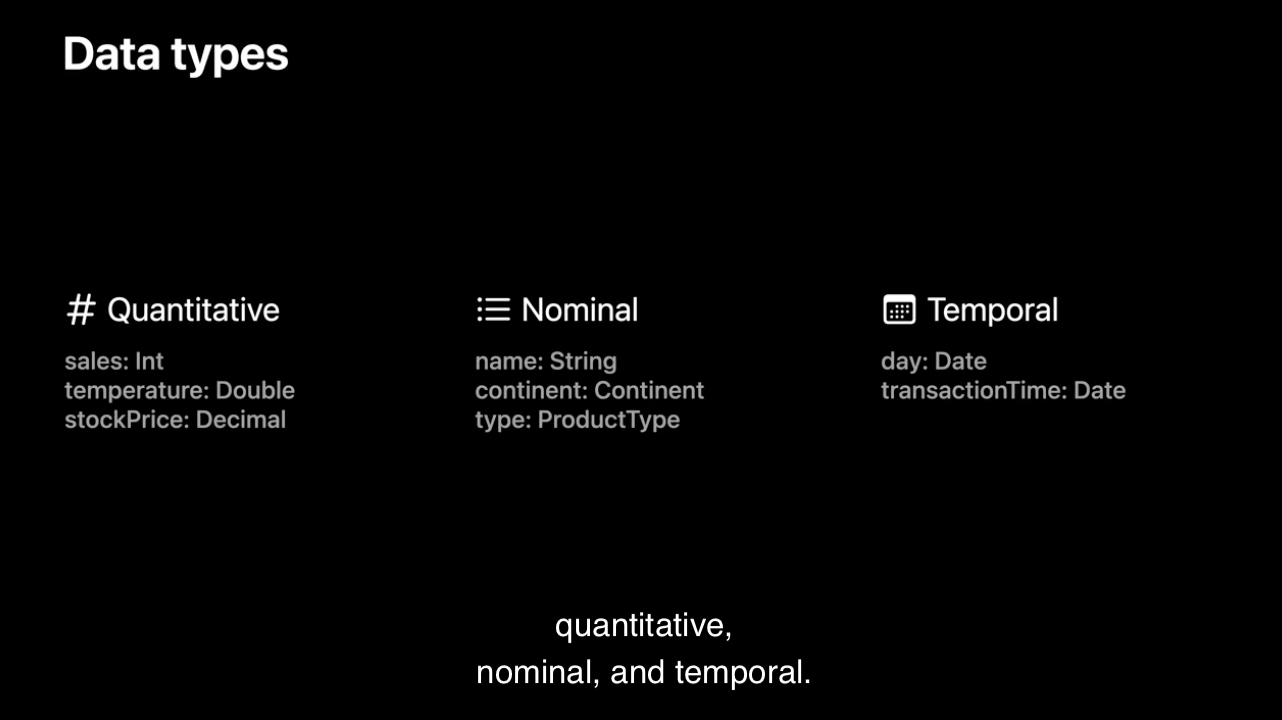 Data types
# Quantitative
sales: Int
temperature: Double
stockPrice: Decimal
Nominal
name: String
continent: Continent
type: ProductType
Temporal
day: Date
transactionTime: Date
quantitative,
nominal, and temporal.